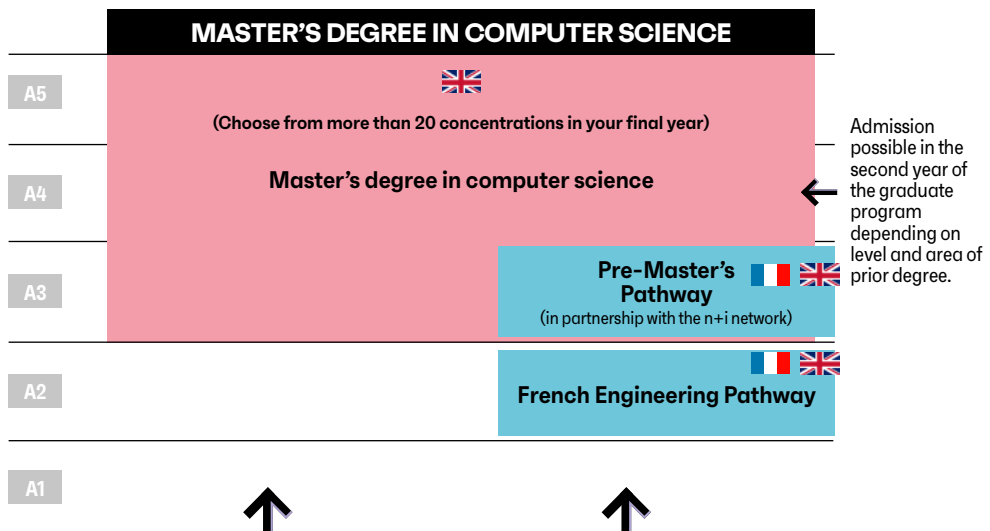 MASTER’S DEGREE IN COMPUTER SCIENCE
A5
(Choose from more than 20 concentrations in your final year)
A4
Master’s degree in computer science
Admission
possible in the
second year of
the graduate
program
depending on
level and area of
prior degree.
A3
Pre-Master’s
Pathway
(in partnership with the n+i network)
A2
French Engineering Pathway
A1